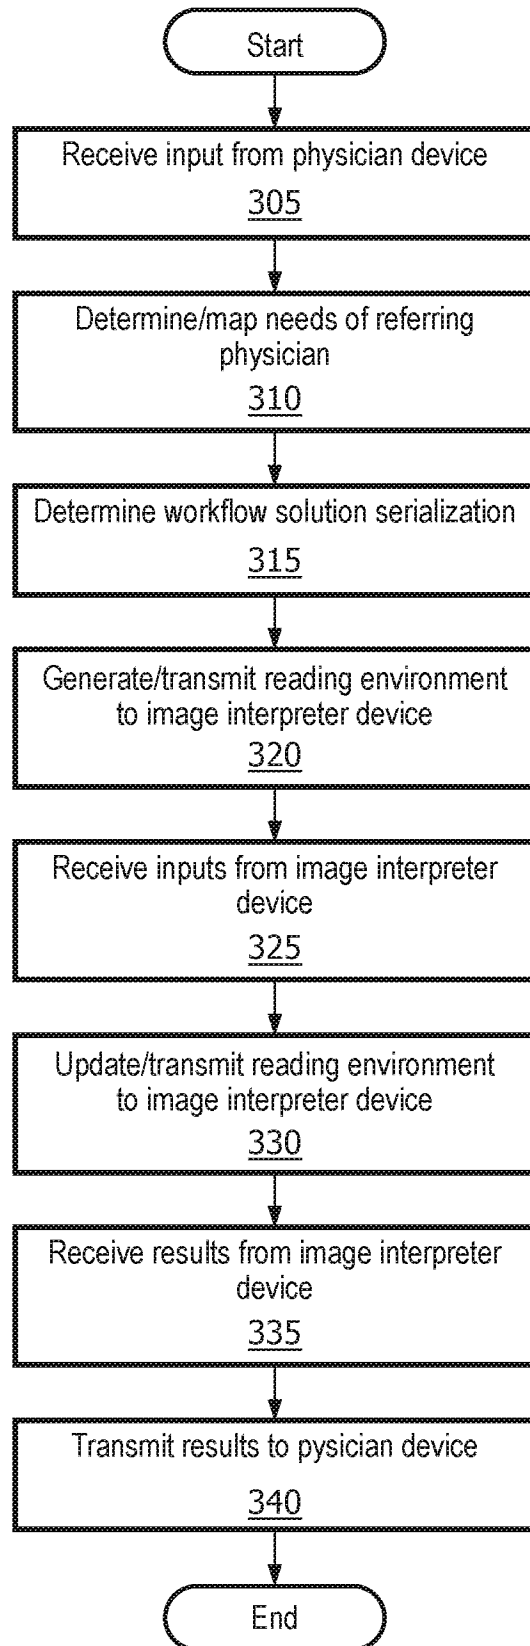 Start
Receive input from physician device
305
Determine/map needs of referring
physician
310
Determine workflow solution serialization
315
Generate/transmit reading environment
to image interpreter device
320
Receive inputs from image interpreter
device
325
Update/transmit reading environment
to image interpreter device
330
Receive results from image interpreter
device
335
Transmit results to pysician device
340
End